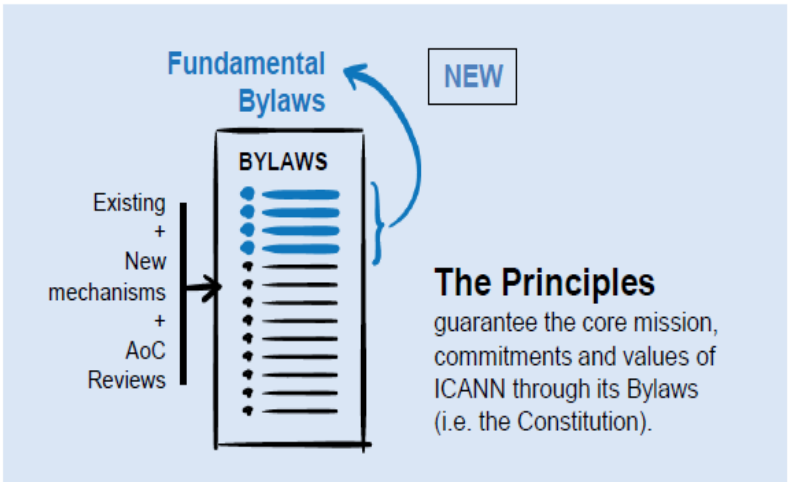 Fundamental
Bylaws
NEW
BYLAWS
Existing
+
New
mechanisms
+
AoC
Reviews
The Principles
guarantee the core mission,
commitments and values of
ICANN through its Bylaws
(i.e. the Constitution).